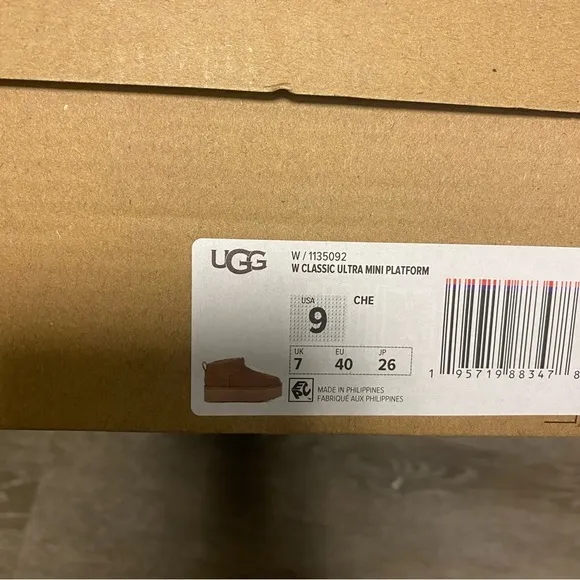 UGG
W / 1135092
W CLASSIC ULTRA MINI PLATFORM
USA
9
CHE
UK EU JP
7 40 26
MADE IN PHILIPPINES
FABRIQUÉ AUX PHILIPPINES
1 95719 88347 8